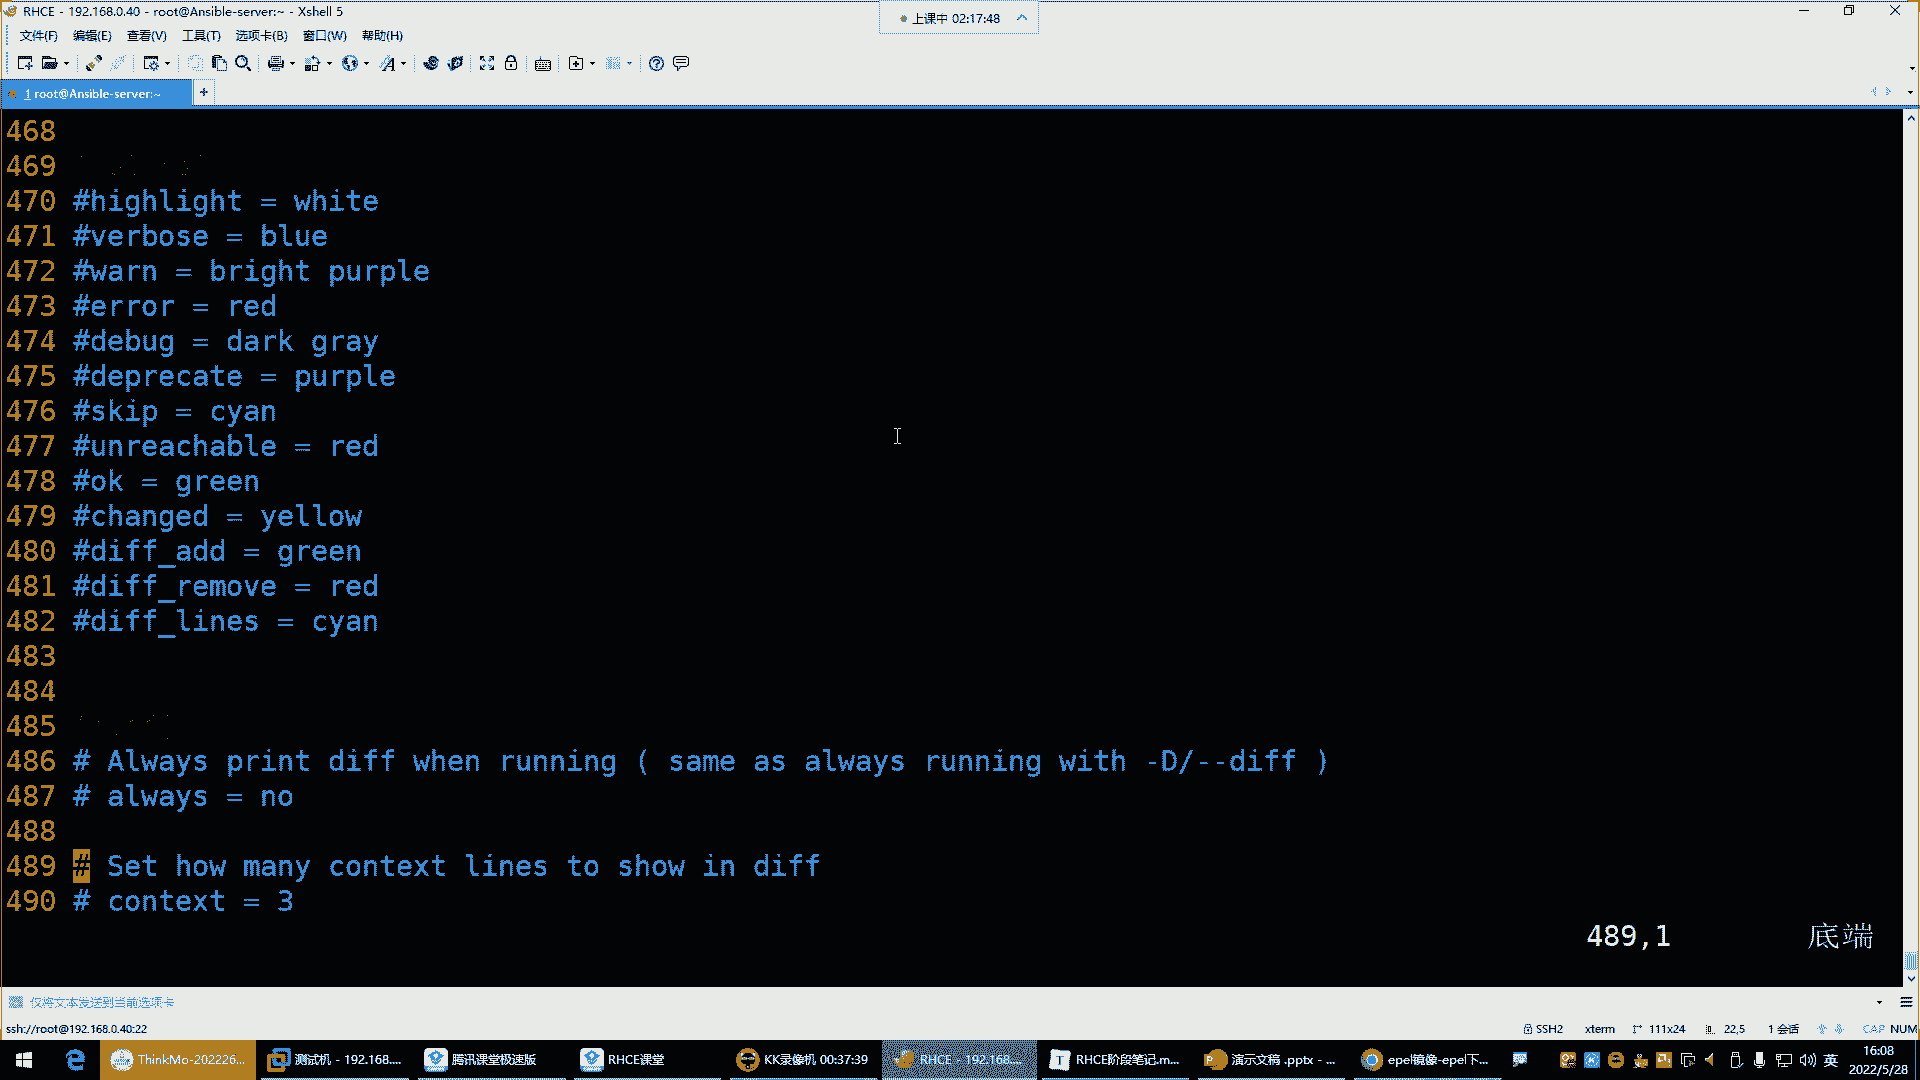 RHCE - 192.168.0.40 - root@Ansible-server:~ - Xshell 5
上课中 02:17:48
文件(F) 编辑(E) 查看(V) 工具(T) 选项卡(B) 窗口(W) 帮助(H)
1 root@Ansible-server:~
468
469
470 #highlight = white
471 #verbose = blue
472 #warn = bright purple
473 #error = red
474 #debug = dark gray
475 #deprecate = purple
476 #skip = cyan
477 #unreachable = red
478 #ok = green
479 #changed = yellow
480 #diff_add = green
481 #diff_remove = red
482 #diff_lines = cyan
483
484
485
486 # Always print diff when running ( same as always running with -D/--diff )
487 # always = no
488
489 # Set how many context lines to show in diff
490 # context = 3
489,1 底端
仅将文本发送到当前选项卡
ssh://root@192.168.0.40:22 SSH2 xterm 111x24 22,5 1 会话 CAP NUM
ThinkMo-202226... 测试机 - 192.168.... 腾讯课堂极速版 RHCE课堂 KK录像机 00:37:39 RHCE - 192.168.... RHCE阶段笔记.m... 演示文稿 .pptx - ... epel镜像-epel下... 英 16:08
2022/5/28